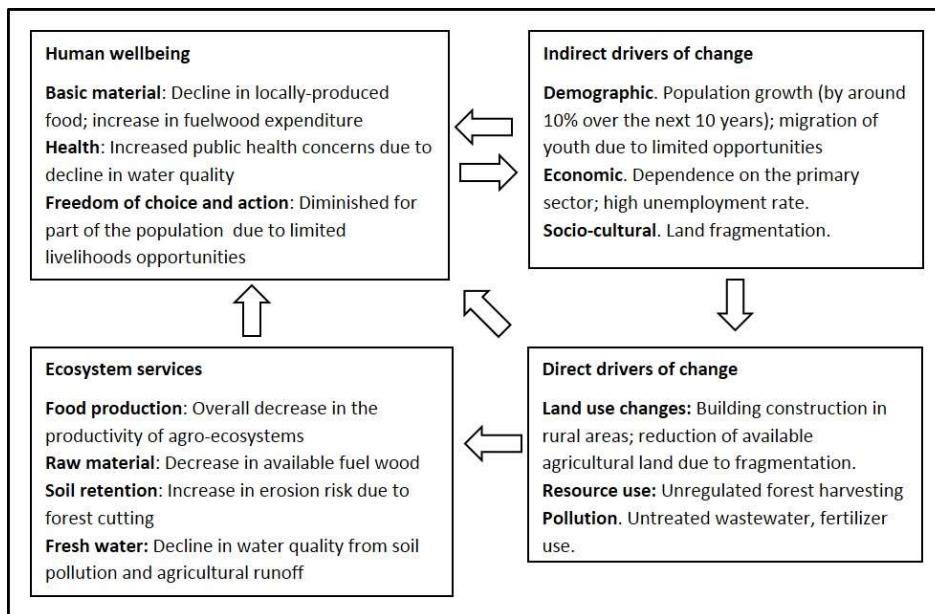 Human wellbeing
Basic material: Decline in locally-produced
food; increase in fuelwood expenditure
Health: Increased public health concerns due to
decline in water quality
Freedom of choice and action: Diminished for
part of the population due to limited
livelihoods opportunities
Indirect drivers of change
Demographic. Population growth (by around
10% over the next 10 years); migration of
youth due to limited opportunities
Economic. Dependence on the primary
sector; high unemployment rate.
Socio-cultural. Land fragmentation.
Ecosystem services
Food production: Overall decrease in the
productivity of agro-ecosystems
Raw material: Decrease in available fuel wood
Soil retention: Increase in erosion risk due to
forest cutting
Fresh water: Decline in water quality from soil
pollution and agricultural runoff
Direct drivers of change
Land use changes: Building construction in
rural areas; reduction of available
agricultural land due to fragmentation.
Resource use: Unregulated forest harvesting
Pollution. Untreated wastewater, fertilizer
use.